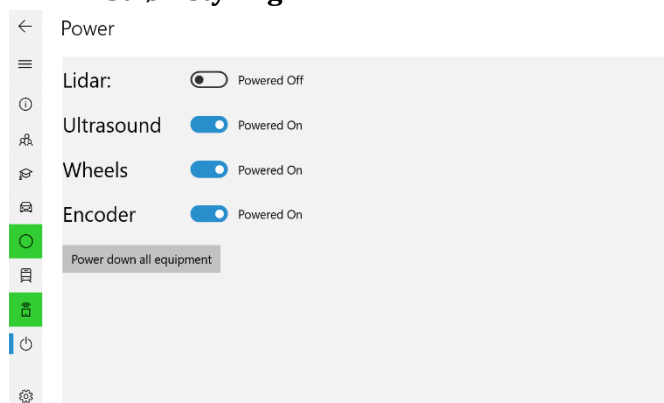 Power
Lidar: Powered Off
Ultrasound Powered On
Wheels Powered On
Encoder Powered On
Power down all equipment